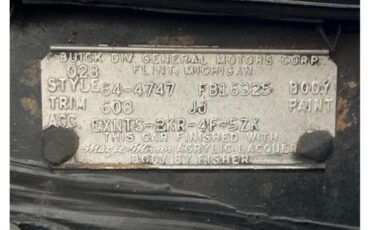 BUICK DIV GENERAL MOTORS CORP.
02B FLINT, MICHIGAN
STYLE 64-4747 FB16325 BODY
TRIM 608 JJ PAINT
ACC. EXNTS-2KR-4F-5ZK
THIS CAR FINISHED WITH
Magic-Mirror ACRYLIC LACQUER
BODY BY FISHER